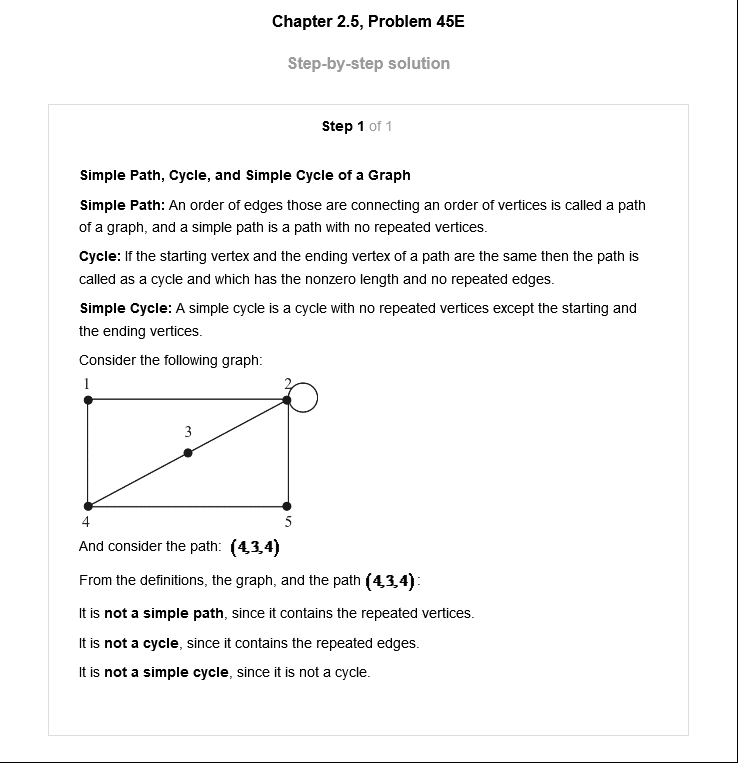 Chapter 2.5, Problem 45E
Step-by-step solution
Step 1 of 1
Simple Path, Cycle, and Simple Cycle of a Graph
Simple Path: An order of edges those are connecting an order of vertices is called a path
of a graph, and a simple path is a path with no repeated vertices.
Cycle: If the starting vertex and the ending vertex of a path are the same then the path is
called as a cycle and which has the nonzero length and no repeated edges.
Simple Cycle: A simple cycle is a cycle with no repeated vertices except the starting and
the ending vertices.
Consider the following graph:
1 2
3
4 5
And consider the path: (4,3,4)
From the definitions, the graph, and the path (4,3,4):
It is not a simple path, since it contains the repeated vertices.
It is not a cycle, since it contains the repeated edges.
It is not a simple cycle, since it is not a cycle.